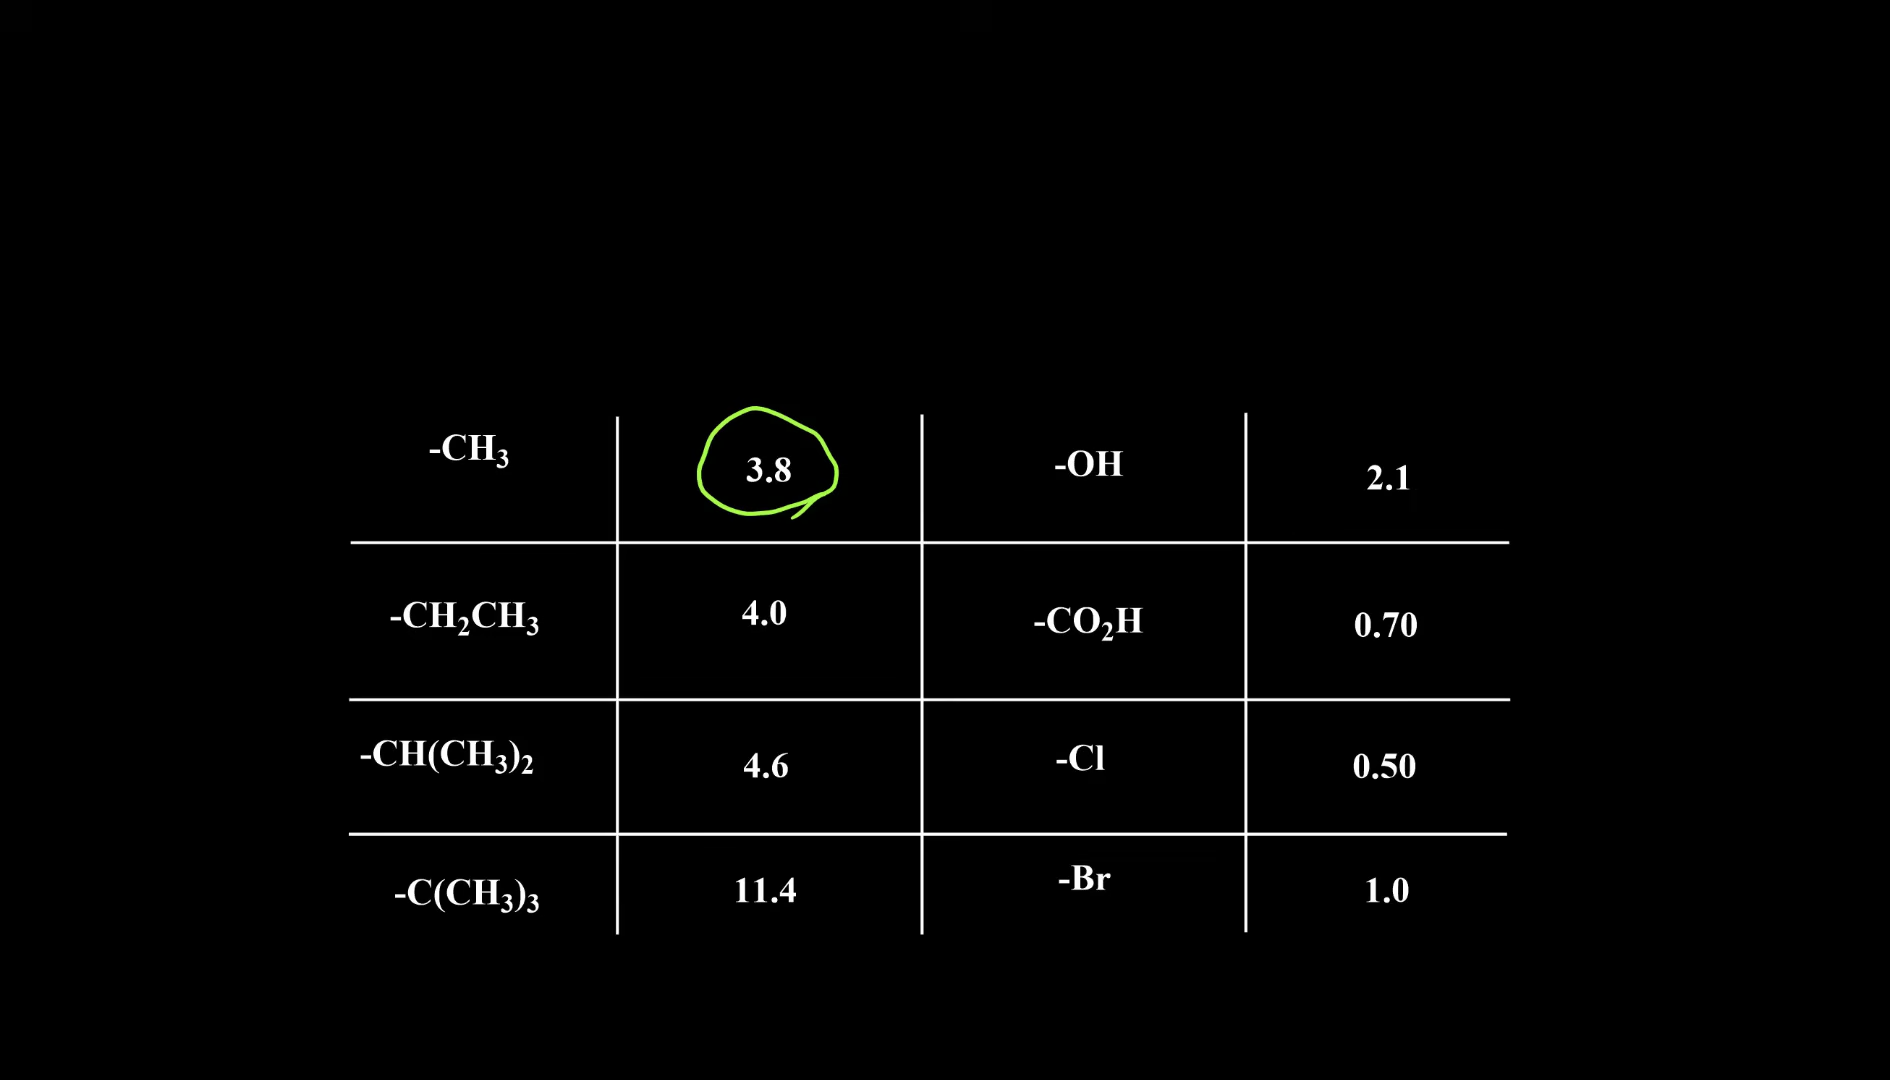 -CH₃ 3.8 -OH 2.1
-CH₂CH₃ 4.0 -CO₂H 0.70
-CH(CH₃)₂ 4.6 -Cl 0.50
-C(CH₃)₃ 11.4 -Br 1.0